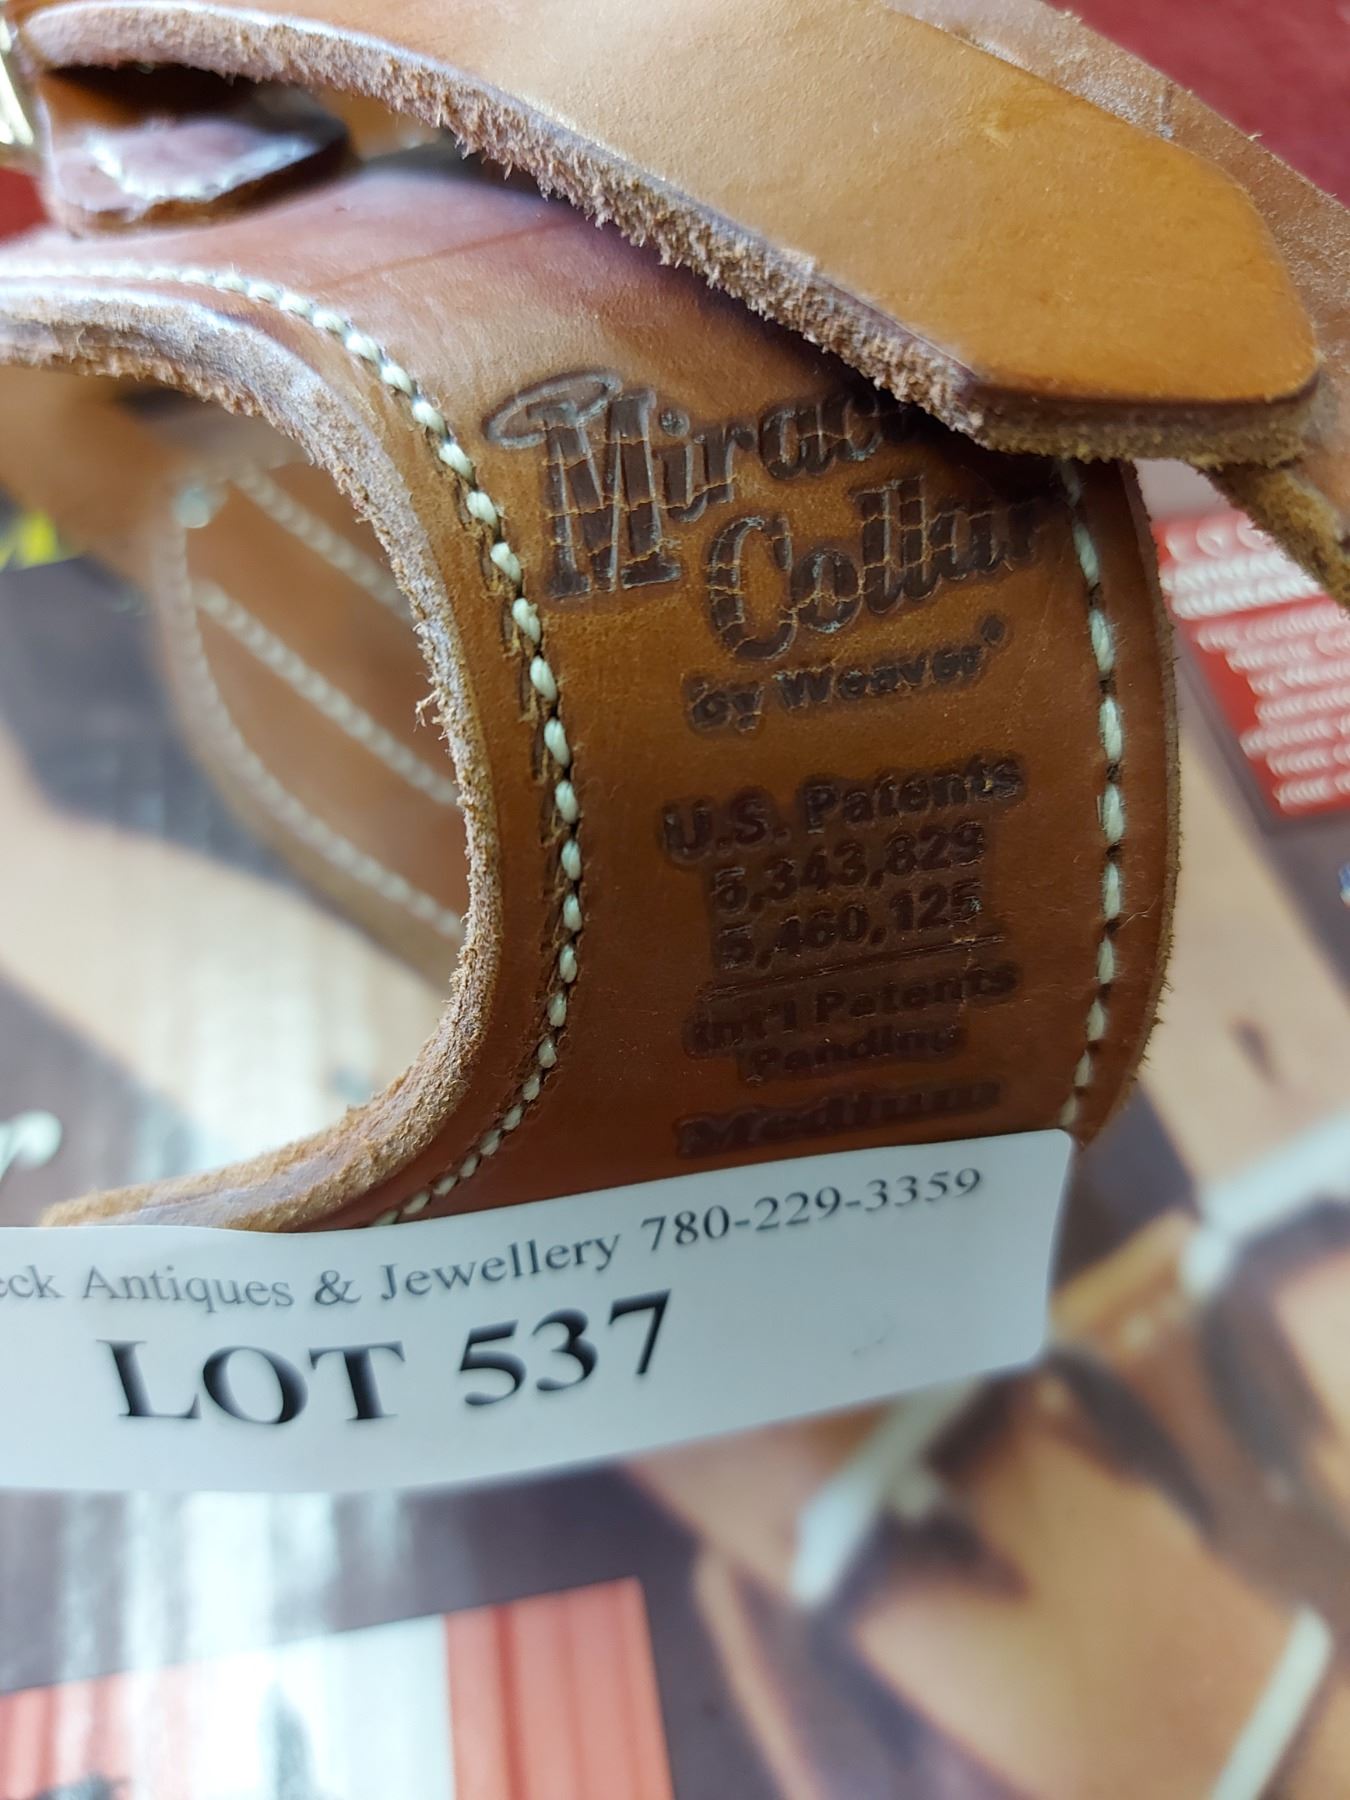 Mirac
Collar
by Weaver®
U.S. Patents
5,343,829
5,460,125
Int'l Patents
Pending
Medium
eck Antiques & Jewellery 780-229-3359
LOT 537